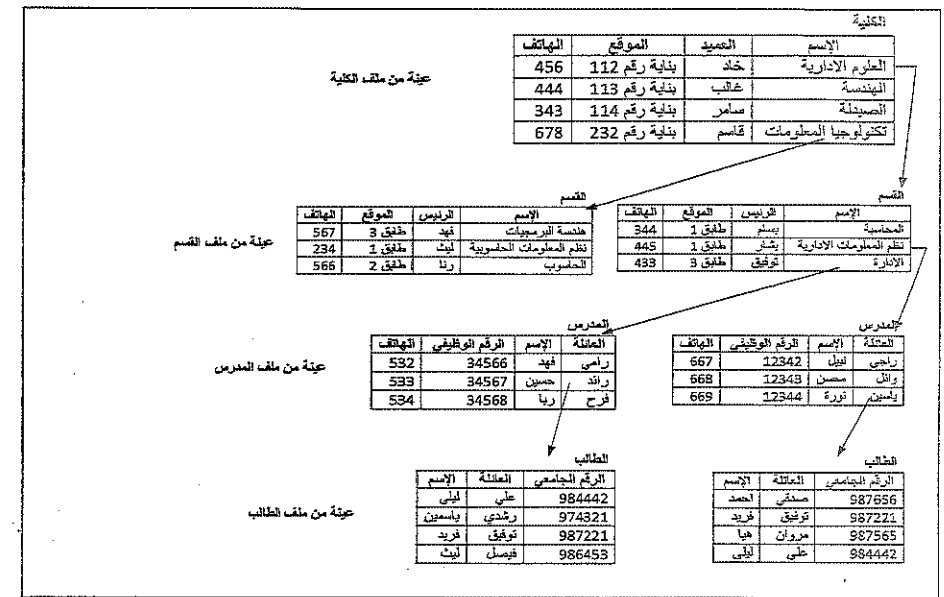 الكلية
الإسم العميد الموقع الهاتف
العلوم الادارية خلد بناية رقم 112 456
الهندسة غالب بناية رقم 113 444
الصيدلة سامر بناية رقم 114 343
تكنولوجيا المعلومات قاسم بناية رقم 232 678
عينة من ملف الكلية
القسم
الإسم الرئيس الموقع الهاتف
المحاسبة بسام طابق 1 344
نظم المعلومات الادارية بشار طابق 1 445
الادارة توفيق طابق 3 433
القسم
الإسم الرئيس الموقع الهاتف
هندسة البرمجيات فهد طابق 3 567
نظم المعلومات الحاسوبية ليث طابق 1 234
الحاسوب رنا طابق 2 566
عينة من ملف القسم
المدرس
العائلة الإسم الرقم الوظيفي الهاتف
راجي نبيل 12342 667
وائل محسن 12343 668
ياسين نورة 12344 669
المدرس
العائلة الإسم الرقم الوظيفي الهاتف
رامي فهد 34566 532
رائد حسين 34567 533
فرح ربا 34568 534
عينة من ملف المدرس
الطالب
الرقم الجامعي العائلة الإسم
987656 صدقي احمد
987221 توفيق فريد
987565 مروان هيا
984442 علي ليلى
الطالب
الرقم الجامعي العائلة الإسم
984442 علي ليلى
974321 رشدي ياسمين
987221 توفيق فريد
986453 فيصل ليث
عينة من ملف الطالب